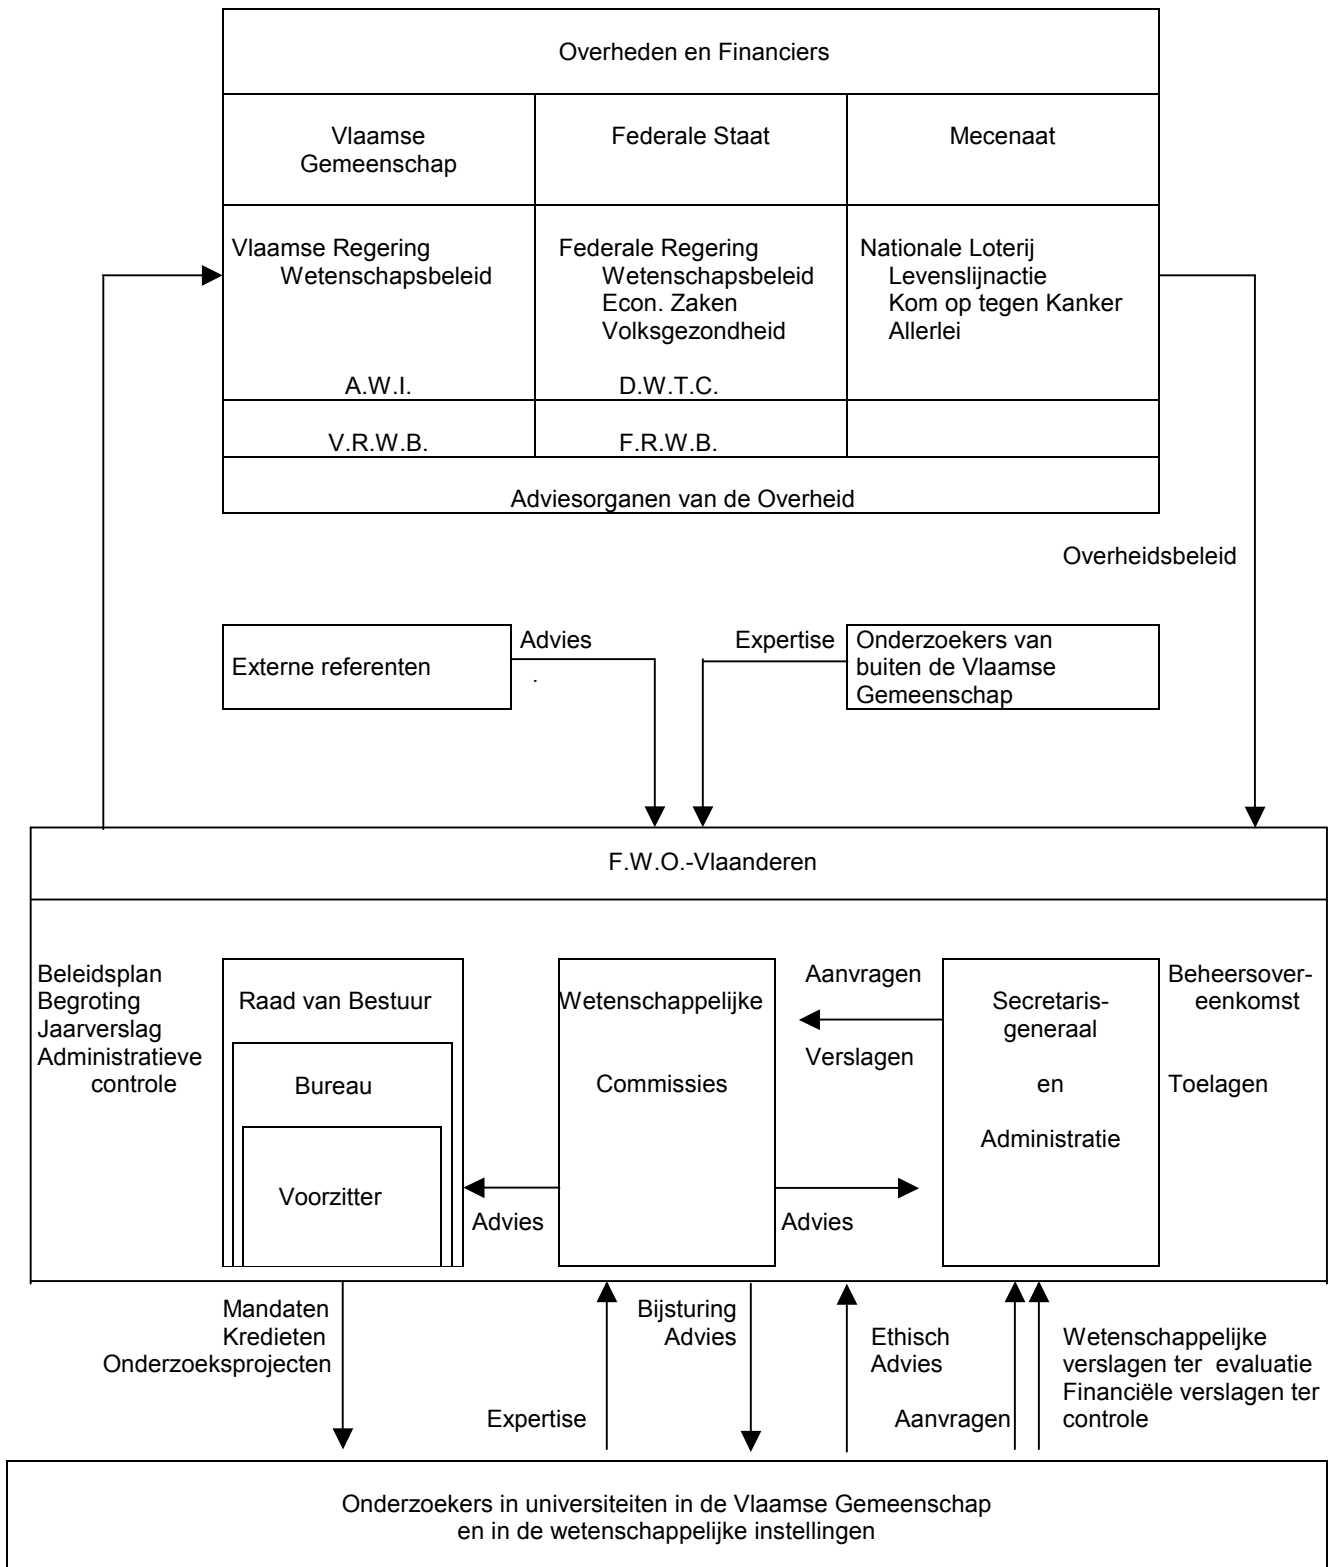 Overheden en Financiers
Vlaamse
Gemeenschap
Federale Staat
Mecenaat
Vlaamse Regering
Wetenschapsbeleid
A.W.I.
Federale Regering
Wetenschapsbeleid
Econ. Zaken
Volksgezondheid
D.W.T.C.
Nationale Loterij
Levenslijnactie
Kom op tegen Kanker
Allerlei
V.R.W.B.
F.R.W.B.
Adviesorganen van de Overheid
Overheidsbeleid
Externe referenten
Advies
.
Expertise
Onderzoekers van
buiten de Vlaamse
Gemeenschap
F.W.O.-Vlaanderen
Beleidsplan
Begroting
Jaarverslag
Administratieve
controle
Raad van Bestuur
Bureau
Voorzitter
Advies
Wetenschappelijke
Commissies
Advies
Aanvragen
Verslagen
Secretaris-
generaal
en
Administratie
Beheersover-
eenkomst
Toelagen
Mandaten
Kredieten
Onderzoeksprojecten
Expertise
Bijsturing
Advies
Ethisch
Advies
Aanvragen
Wetenschappelijke
verslagen ter evaluatie
Financiële verslagen ter
controle
Onderzoekers in universiteiten in de Vlaamse Gemeenschap
en in de wetenschappelijke instellingen